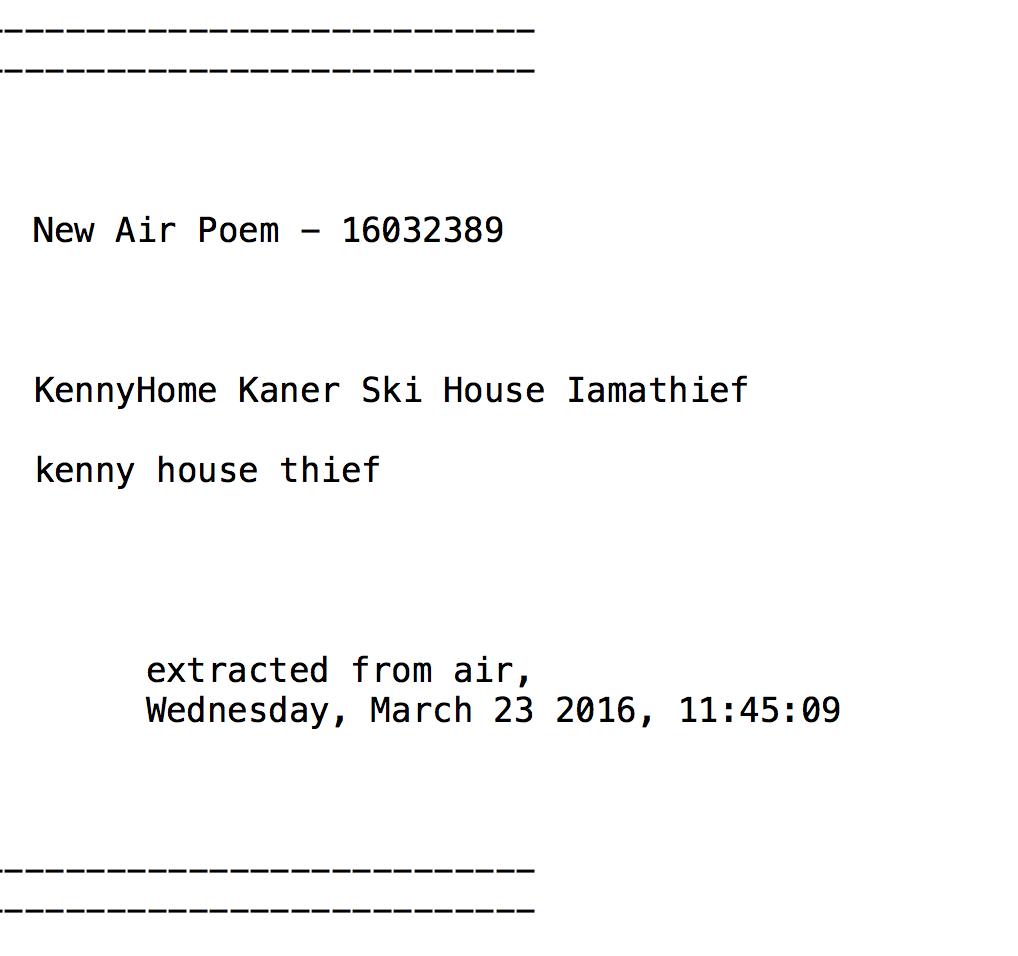 New Air Poem – 16032389
KennyHome Kaner Ski House Iamathief
kenny house thief
extracted from air,
Wednesday, March 23 2016, 11:45:09